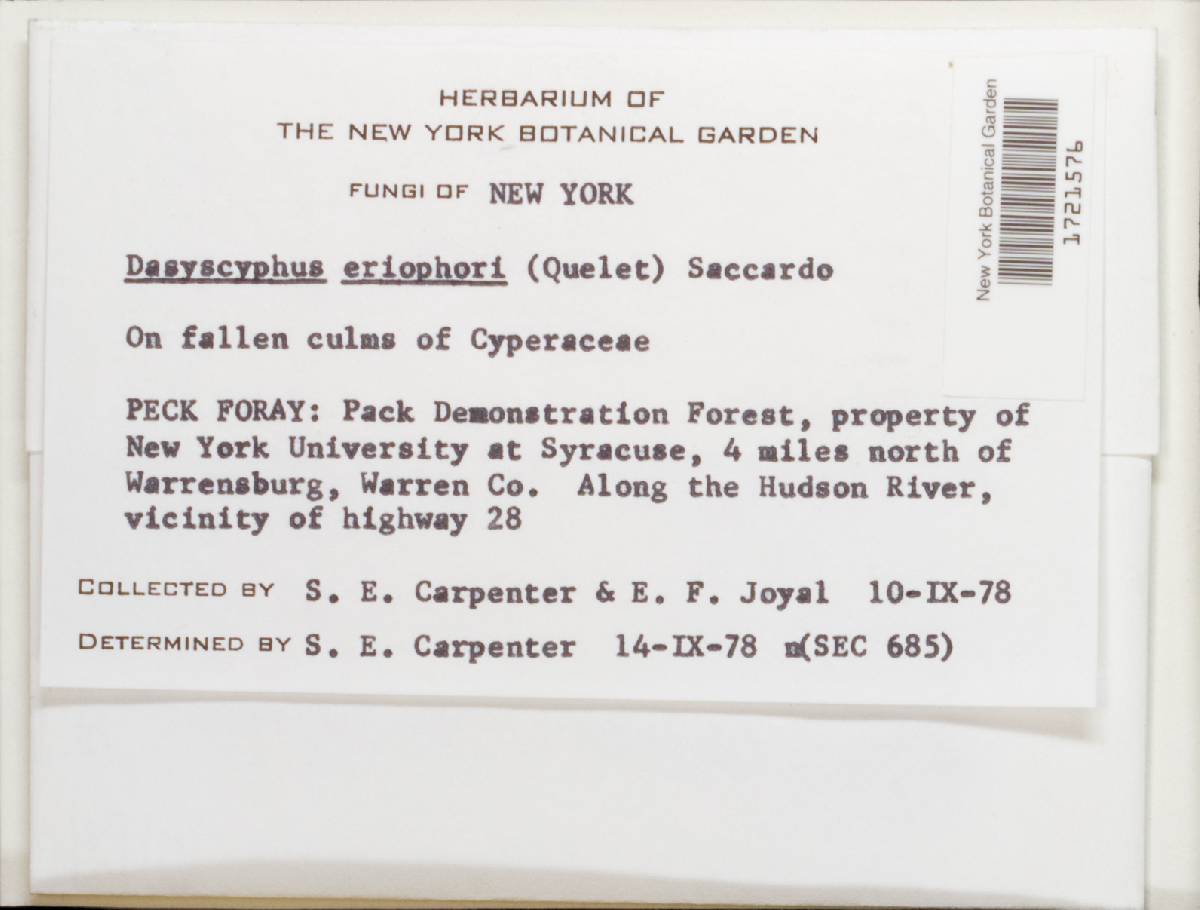 HERBARIUM OF
THE NEW YORK BOTANICAL GARDEN
FUNGI OF NEW YORK
Dasyscyphus eriophori (Quelet) Saccardo
On fallen culms of Cyperaceae
PECK FORAY: Pack Demonstration Forest, property of
New York University at Syracuse, 4 miles north of
Warrensburg, Warren Co. Along the Hudson River,
vicinity of highway 28
COLLECTED BY S. E. Carpenter & E. F. Joyal 10-IX-78
DETERMINED BY S. E. Carpenter 14-IX-78 (SEC 685)
New York Botanical Garden
1721576